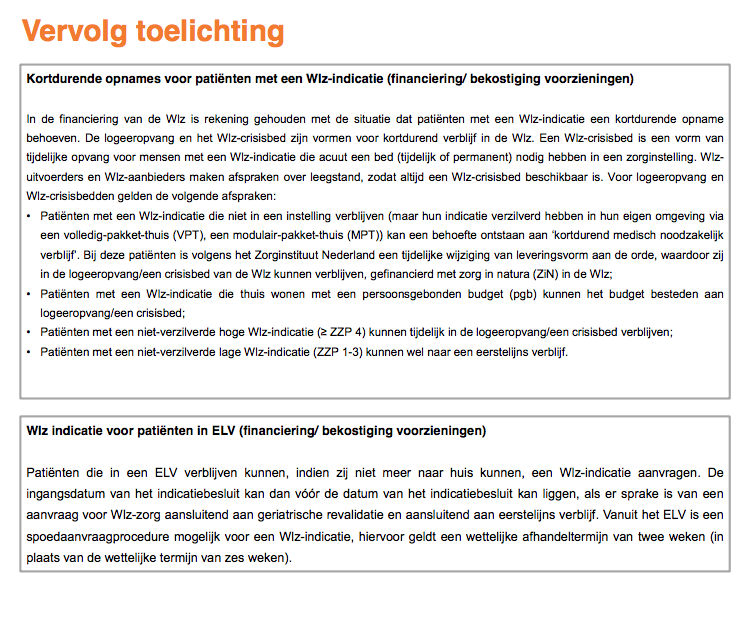 Vervolg toelichting
Kortdurende opnames voor patiënten met een Wlz-indicatie (financiering/ bekostiging voorzieningen)
In de financiering van de Wlz is rekening gehouden met de situatie dat patiënten met een Wlz-indicatie een kortdurende opname
behoeven. De logeeropvang en het Wlz-crisisbed zijn vormen voor kortdurend verblijf in de Wlz. Een Wlz-crisisbed is een vorm van
tijdelijke opvang voor mensen met een Wlz-indicatie die acuut een bed (tijdelijk of permanent) nodig hebben in een zorginstelling. Wlz-
uitvoerders en Wlz-aanbieders maken afspraken over leegstand, zodat altijd een Wlz-crisisbed beschikbaar is. Voor logeeropvang en
Wlz-crisisbedden gelden de volgende afspraken:
• Patiënten met een Wlz-indicatie die niet in een instelling verblijven (maar hun indicatie verzilverd hebben in hun eigen omgeving via
een volledig-pakket-thuis (VPT), een modulair-pakket-thuis (MPT)) kan een behoefte ontstaan aan ‘kortdurend medisch noodzakelijk
verblijf’. Bij deze patiënten is volgens het Zorginstituut Nederland een tijdelijke wijziging van leveringsvorm aan de orde, waardoor zij
in de logeeropvang/een crisisbed van de Wlz kunnen verblijven, gefinancierd met zorg in natura (ZiN) in de Wlz;
• Patiënten met een Wlz-indicatie die thuis wonen met een persoonsgebonden budget (pgb) kunnen het budget besteden aan
logeeropvang/een crisisbed;
• Patiënten met een niet-verzilverde hoge Wlz-indicatie (≥ ZZP 4) kunnen tijdelijk in de logeeropvang/een crisisbed verblijven;
• Patiënten met een niet-verzilverde lage Wlz-indicatie (ZZP 1-3) kunnen wel naar een eerstelijns verblijf.
Wlz indicatie voor patiënten in ELV (financiering/ bekostiging voorzieningen)
Patiënten die in een ELV verblijven kunnen, indien zij niet meer naar huis kunnen, een Wlz-indicatie aanvragen. De
ingangsdatum van het indicatiebesluit kan dan vóór de datum van het indicatiebesluit kan liggen, als er sprake is van een
aanvraag voor Wlz-zorg aansluitend aan geriatrische revalidatie en aansluitend aan eerstelijns verblijf. Vanuit het ELV is een
spoedaanvraagprocedure mogelijk voor een Wlz-indicatie, hiervoor geldt een wettelijke afhandeltermijn van twee weken (in
plaats van de wettelijke termijn van zes weken).